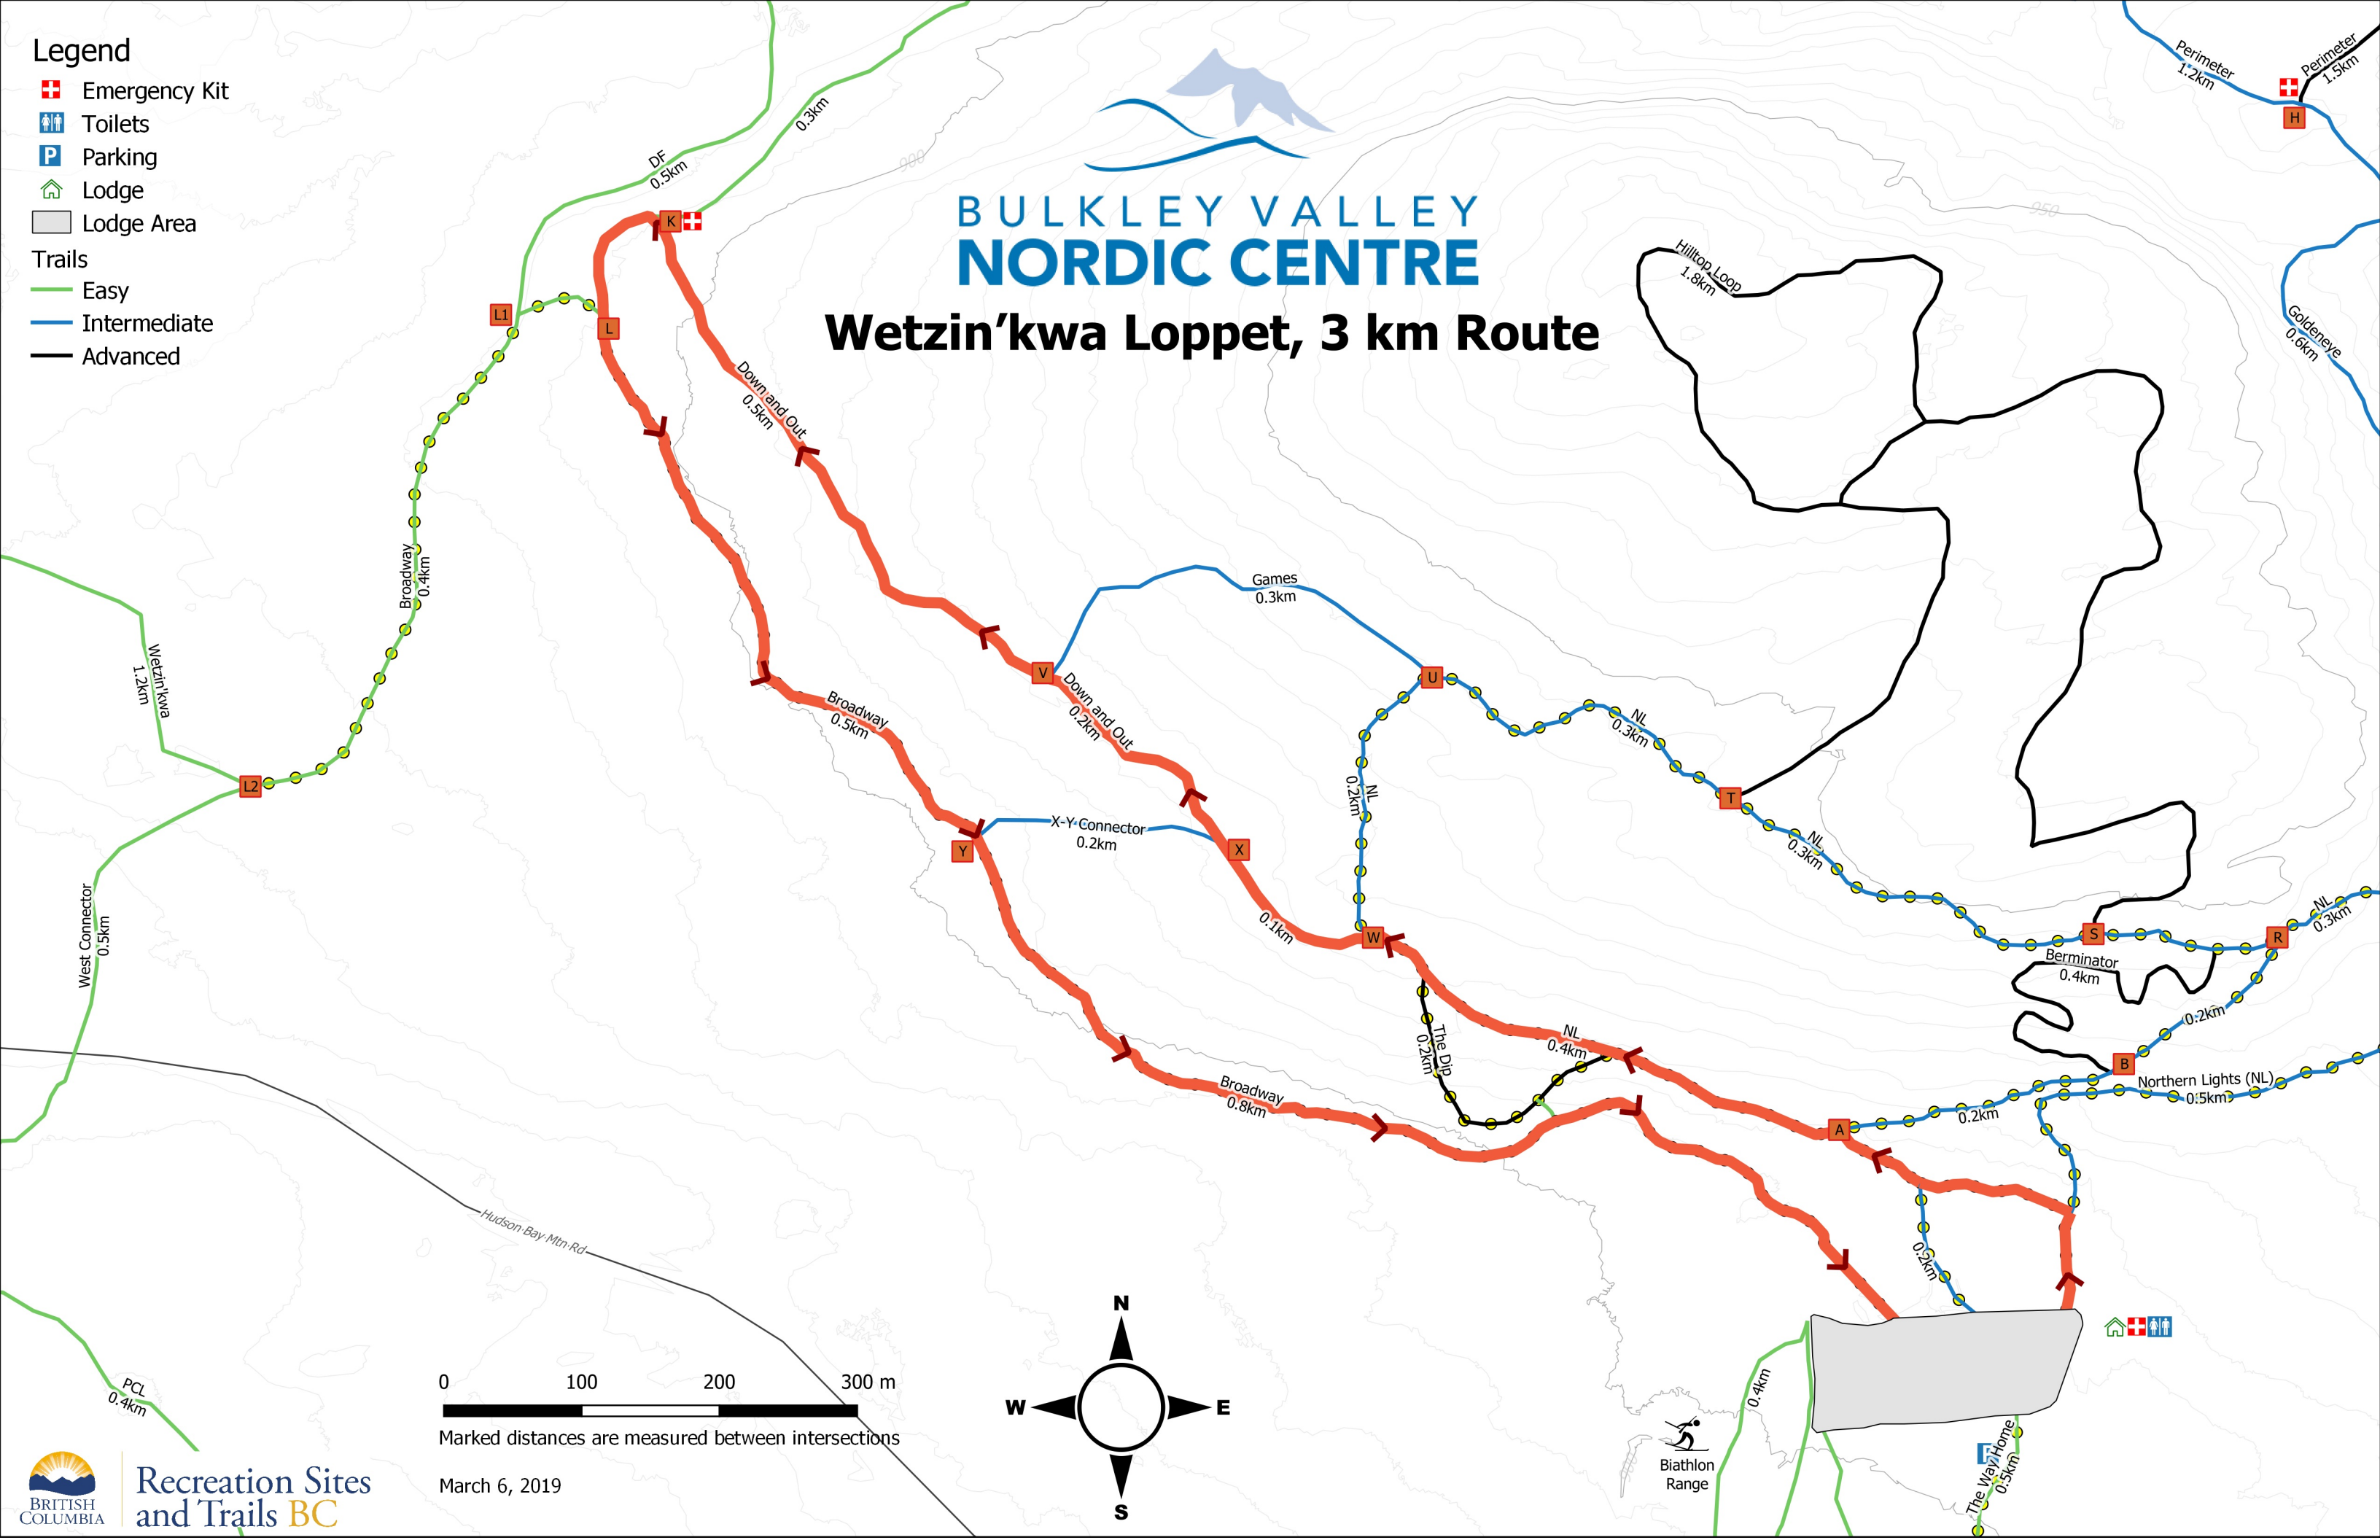 Legend
Emergency Kit
Toilets
P Parking
Lodge
Lodge Area
Trails
Easy
Intermediate
Advanced
BULKLEY VALLEY
NORDIC CENTRE
Wetzin’kwa Loppet, 3 km Route
Perimeter
1.2km
Perimeter
1.5km
H
0.3km
DF
0.5km
900
950
K
L1
L
Hilltop Loop
1.8km
Goldeneye
0.6km
Down and Out
0.5km
Broadway
0.4km
Games
0.3km
Wetzin'kwa
1.2km
V
U
Down and Out
0.2km
Broadway
0.5km
NL
0.3km
NL
0.2km
L2
T
X-Y Connector
0.2km
Y
X
NL
0.3km
West Connector
0.5km
0.1km
W
S
R
NL
0.3km
Berminator
0.4km
0.2km
The Dip
0.2km
NL
0.4km
B
Northern Lights (NL)
0.5km
0.2km
Broadway
0.8km
A
Hudson-Bay-Mtn-Rd
0.2km
N
W
E
S
PCL
0.4km
0
100
200
300 m
Marked distances are measured between intersections
March 6, 2019
0.4km
Biathlon
Range
P
The Way Home
0.5km
BRITISH
COLUMBIA
Recreation Sites
and Trails BC